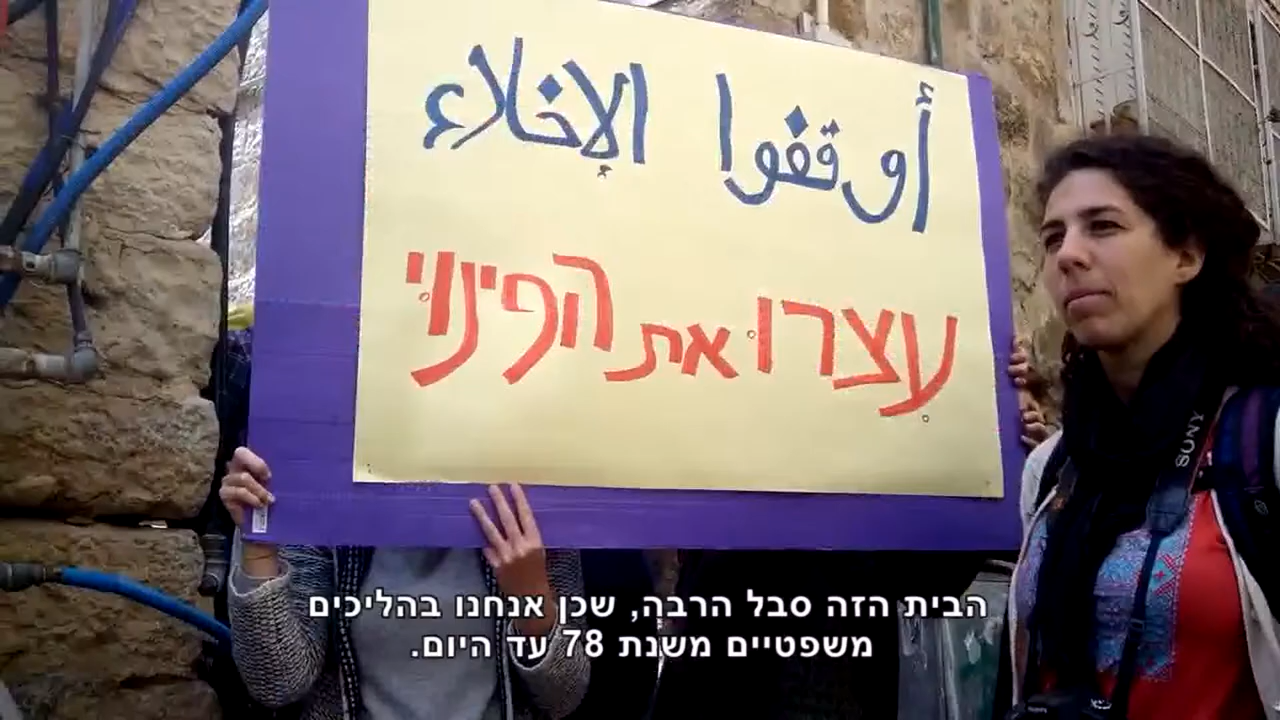 أوقفوا الإخلاء
עצרו את הפינוי
SONY
הבית הזה סבל הרבה, שכן אנחנו בהליכים
משפטיים משנת 78 עד היום.